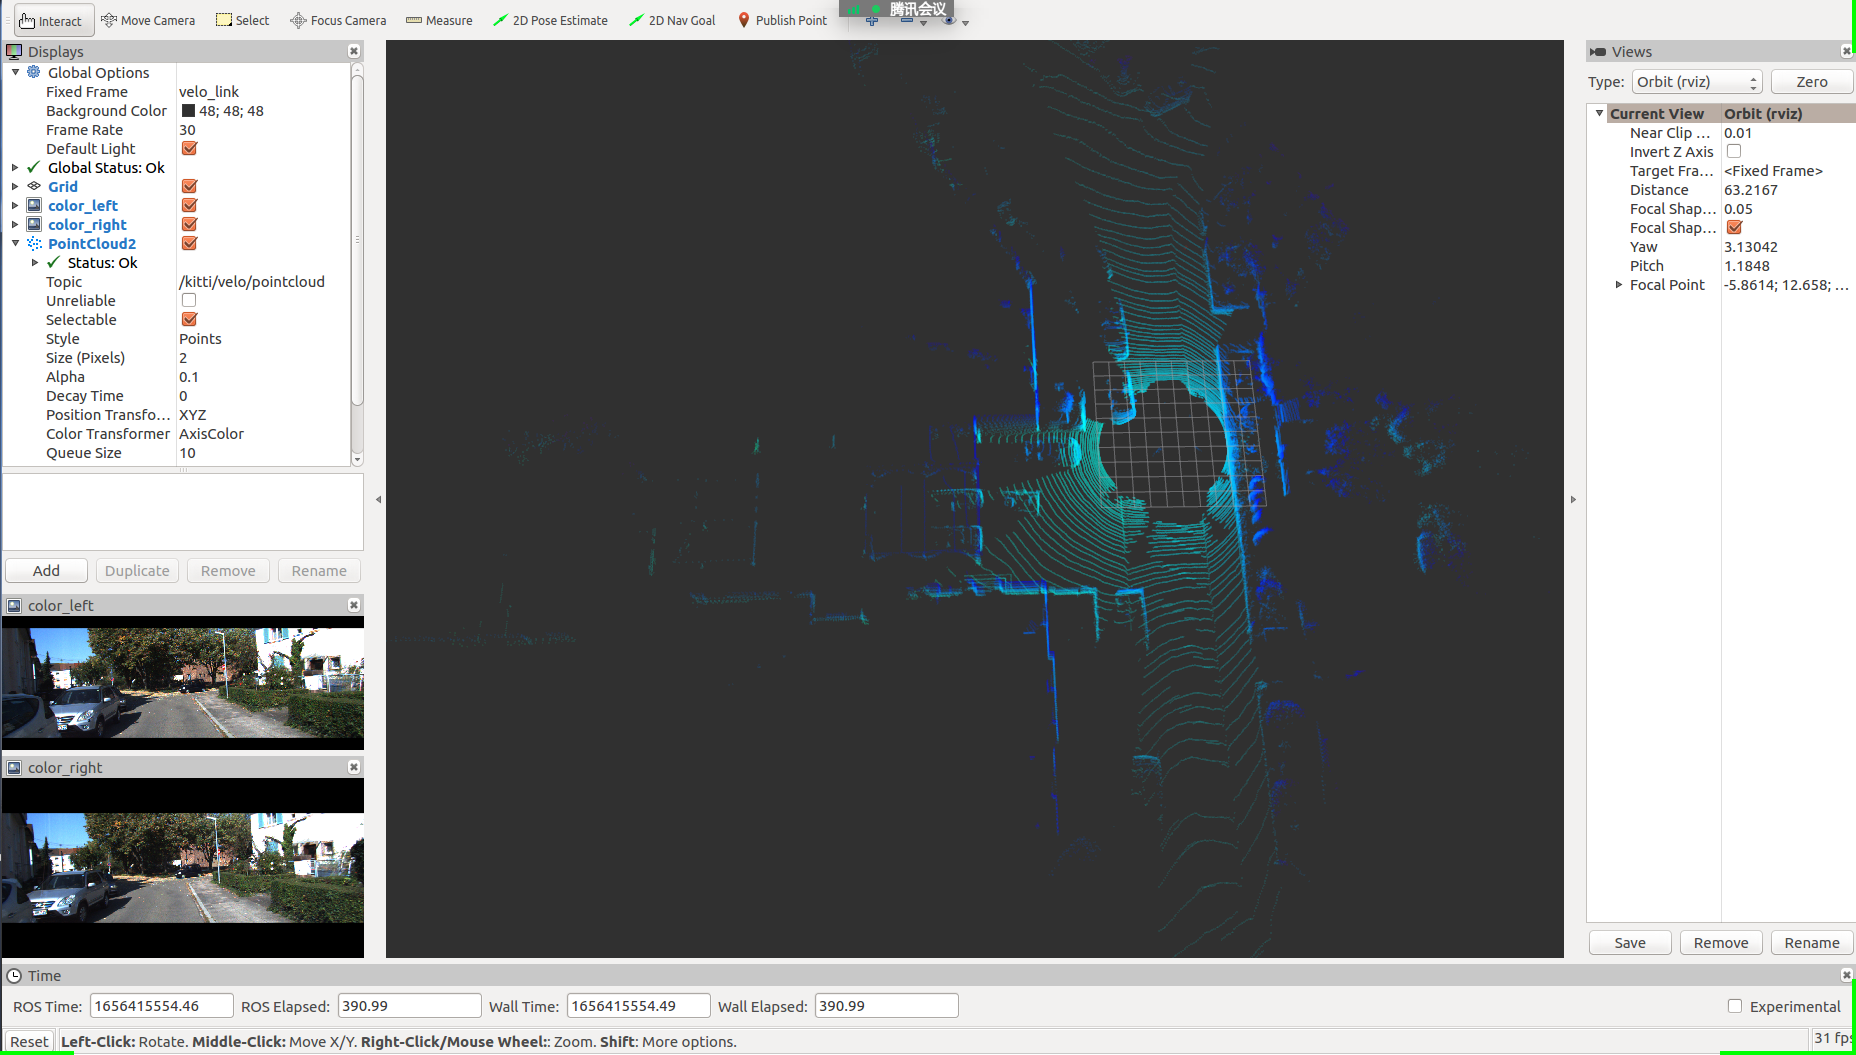 Interact Move Camera Select Focus Camera Measure 2D Pose Estimate 2D Nav Goal Publish Point
腾讯会议
Displays
Global Options
Fixed Frame velo_link
Background Color 48; 48; 48
Frame Rate 30
Default Light
Global Status: Ok
Grid
color_left
color_right
PointCloud2
Status: Ok
Topic /kitti/velo/pointcloud
Unreliable
Selectable
Style Points
Size (Pixels) 2
Alpha 0.1
Decay Time 0
Position Transfo... XYZ
Color Transformer AxisColor
Queue Size 10
Add Duplicate Remove Rename
color_left
color_right
Views
Type: Orbit (rviz) Zero
Current View Orbit (rviz)
Near Clip ... 0.01
Invert Z Axis
Target Fra... <Fixed Frame>
Distance 63.2167
Focal Shap... 0.05
Focal Shap...
Yaw 3.13042
Pitch 1.1848
Focal Point -5.8614; 12.658; ...
Save Remove Rename
Time
ROS Time: 1656415554.46 ROS Elapsed: 390.99 Wall Time: 1656415554.49 Wall Elapsed: 390.99 Experimental
Reset Left-Click: Rotate. Middle-Click: Move X/Y. Right-Click/Mouse Wheel:: Zoom. Shift: More options. 31 fps